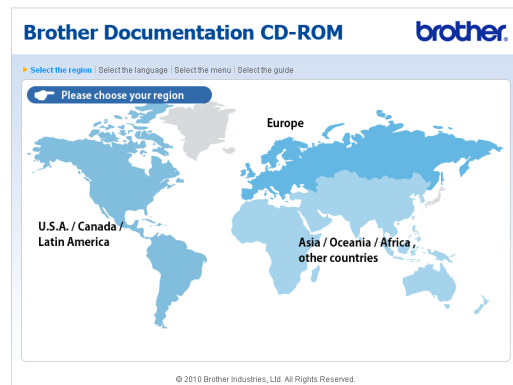 Brother Documentation CD-ROM
brother.
Select the region | Select the language | Select the menu | Select the guide
Please choose your region
Europe
U.S.A. / Canada /
Latin America
Asia / Oceania / Africa ,
other countries
© 2010 Brother Industries, Ltd. All Rights Reserved.